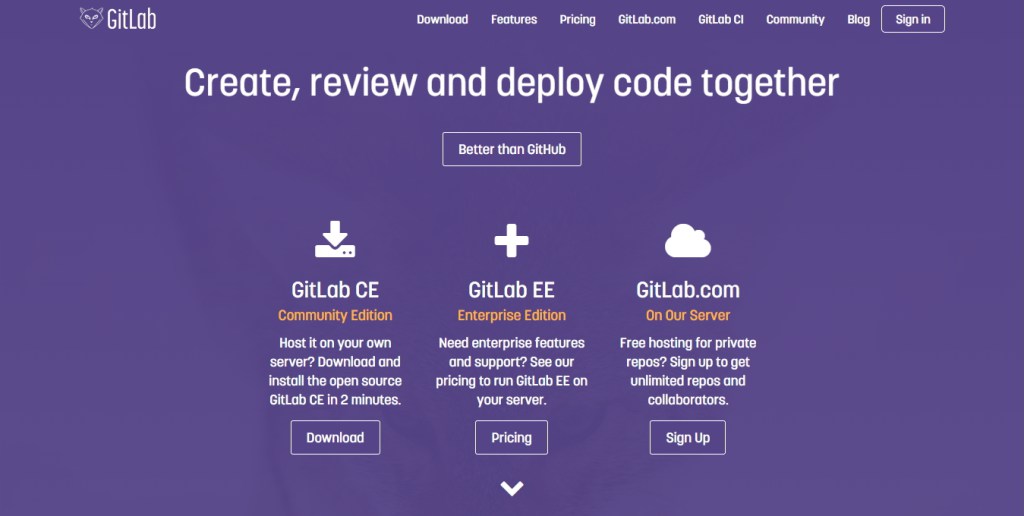 GitLab
Download Features Pricing GitLab.com GitLab CI Community Blog Sign in
Create, review and deploy code together
Better than GitHub
GitLab CE
Community Edition
Host it on your own
server? Download and
install the open source
GitLab CE in 2 minutes.
Download
GitLab EE
Enterprise Edition
Need enterprise features
and support? See our
pricing to run GitLab EE on
your server.
Pricing
GitLab.com
On Our Server
Free hosting for private
repos? Sign up to get
unlimited repos and
collaborators.
Sign Up